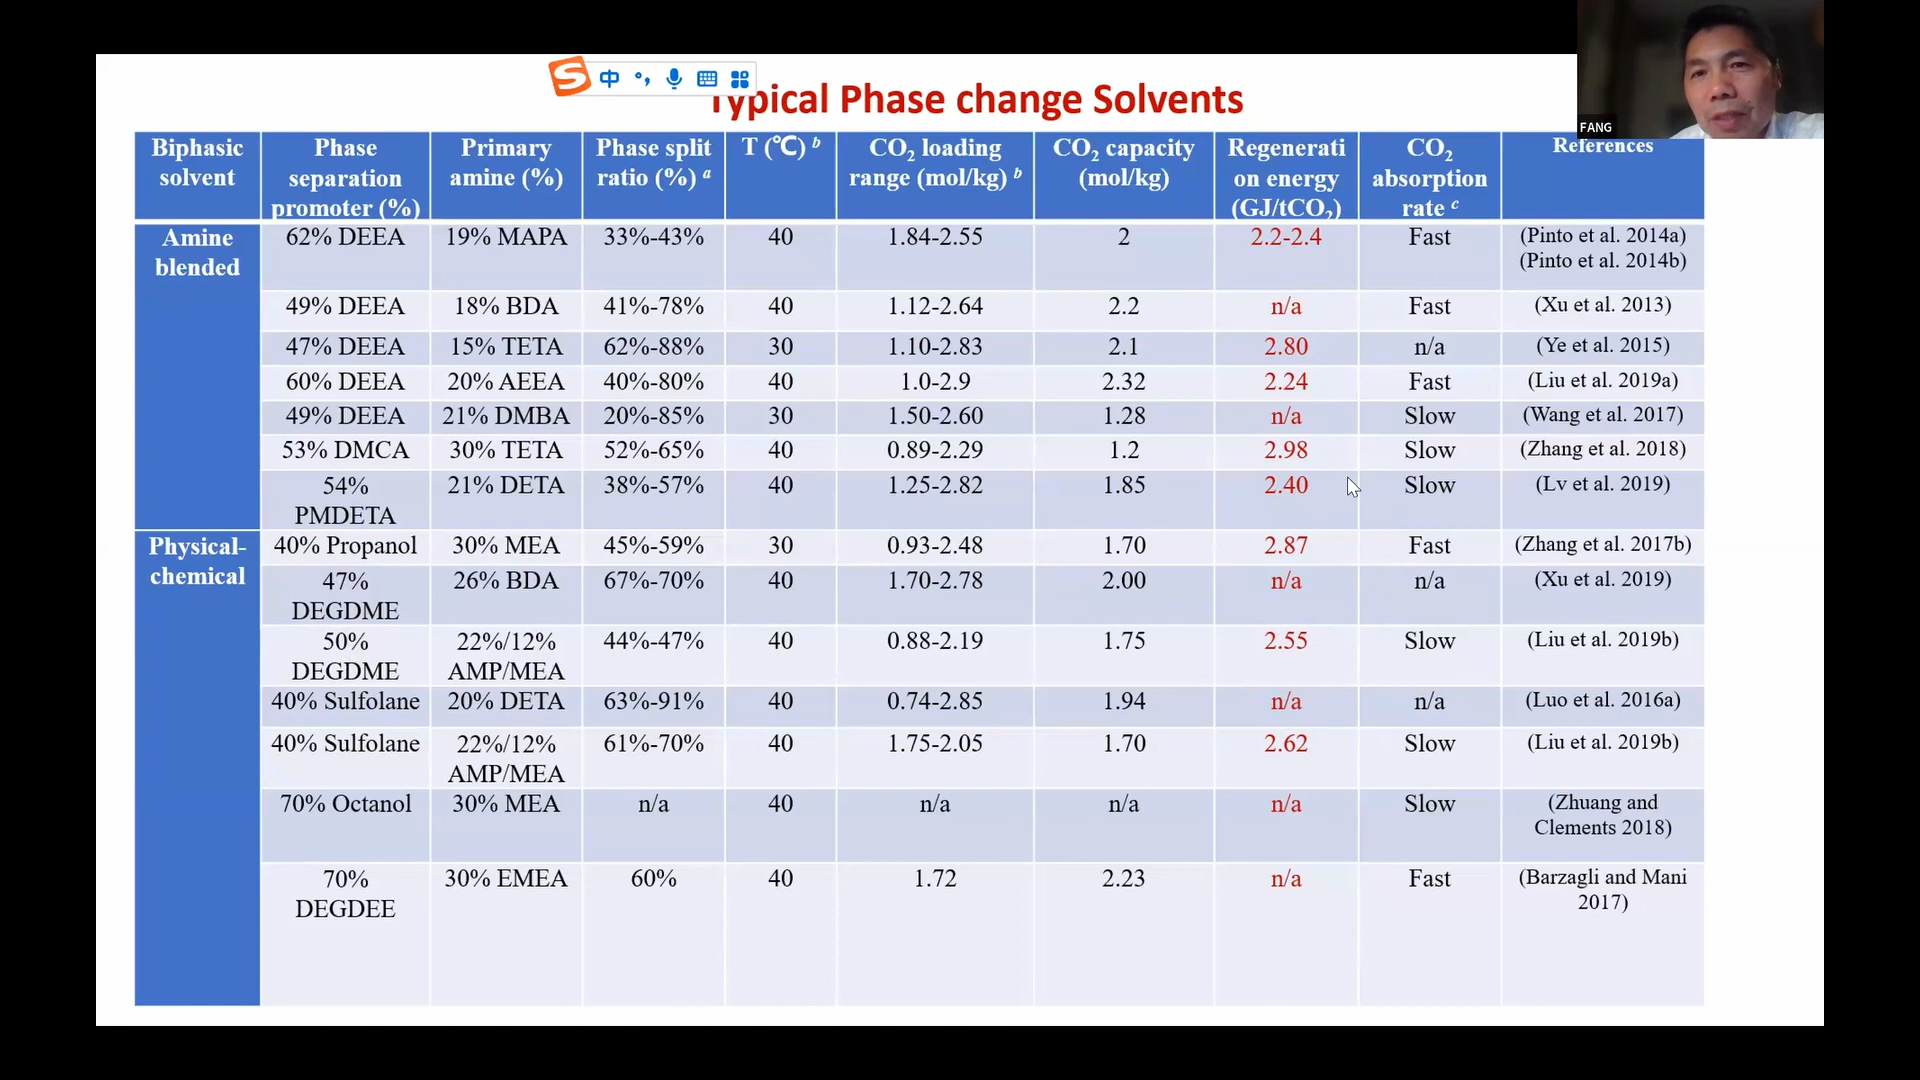 中
Typical Phase change Solvents
FANG
Biphasic solvent | Phase separation promoter (%) | Primary amine (%) | Phase split ratio (%) a | T (℃) b | CO2 loading range (mol/kg) b | CO2 capacity (mol/kg) | Regenerati on energy (GJ/tCO2) | CO2 absorption rate c | References
Amine blended | 62% DEEA | 19% MAPA | 33%-43% | 40 | 1.84-2.55 | 2 | 2.2-2.4 | Fast | (Pinto et al. 2014a) (Pinto et al. 2014b)
49% DEEA | 18% BDA | 41%-78% | 40 | 1.12-2.64 | 2.2 | n/a | Fast | (Xu et al. 2013)
47% DEEA | 15% TETA | 62%-88% | 30 | 1.10-2.83 | 2.1 | 2.80 | n/a | (Ye et al. 2015)
60% DEEA | 20% AEEA | 40%-80% | 40 | 1.0-2.9 | 2.32 | 2.24 | Fast | (Liu et al. 2019a)
49% DEEA | 21% DMBA | 20%-85% | 30 | 1.50-2.60 | 1.28 | n/a | Slow | (Wang et al. 2017)
53% DMCA | 30% TETA | 52%-65% | 40 | 0.89-2.29 | 1.2 | 2.98 | Slow | (Zhang et al. 2018)
54% PMDETA | 21% DETA | 38%-57% | 40 | 1.25-2.82 | 1.85 | 2.40 | Slow | (Lv et al. 2019)
Physical-chemical | 40% Propanol | 30% MEA | 45%-59% | 30 | 0.93-2.48 | 1.70 | 2.87 | Fast | (Zhang et al. 2017b)
47% DEGDME | 26% BDA | 67%-70% | 40 | 1.70-2.78 | 2.00 | n/a | n/a | (Xu et al. 2019)
50% DEGDME | 22%/12% AMP/MEA | 44%-47% | 40 | 0.88-2.19 | 1.75 | 2.55 | Slow | (Liu et al. 2019b)
40% Sulfolane | 20% DETA | 63%-91% | 40 | 0.74-2.85 | 1.94 | n/a | n/a | (Luo et al. 2016a)
40% Sulfolane | 22%/12% AMP/MEA | 61%-70% | 40 | 1.75-2.05 | 1.70 | 2.62 | Slow | (Liu et al. 2019b)
70% Octanol | 30% MEA | n/a | 40 | n/a | n/a | n/a | Slow | (Zhuang and Clements 2018)
70% DEGDEE | 30% EMEA | 60% | 40 | 1.72 | 2.23 | n/a | Fast | (Barzagli and Mani 2017)